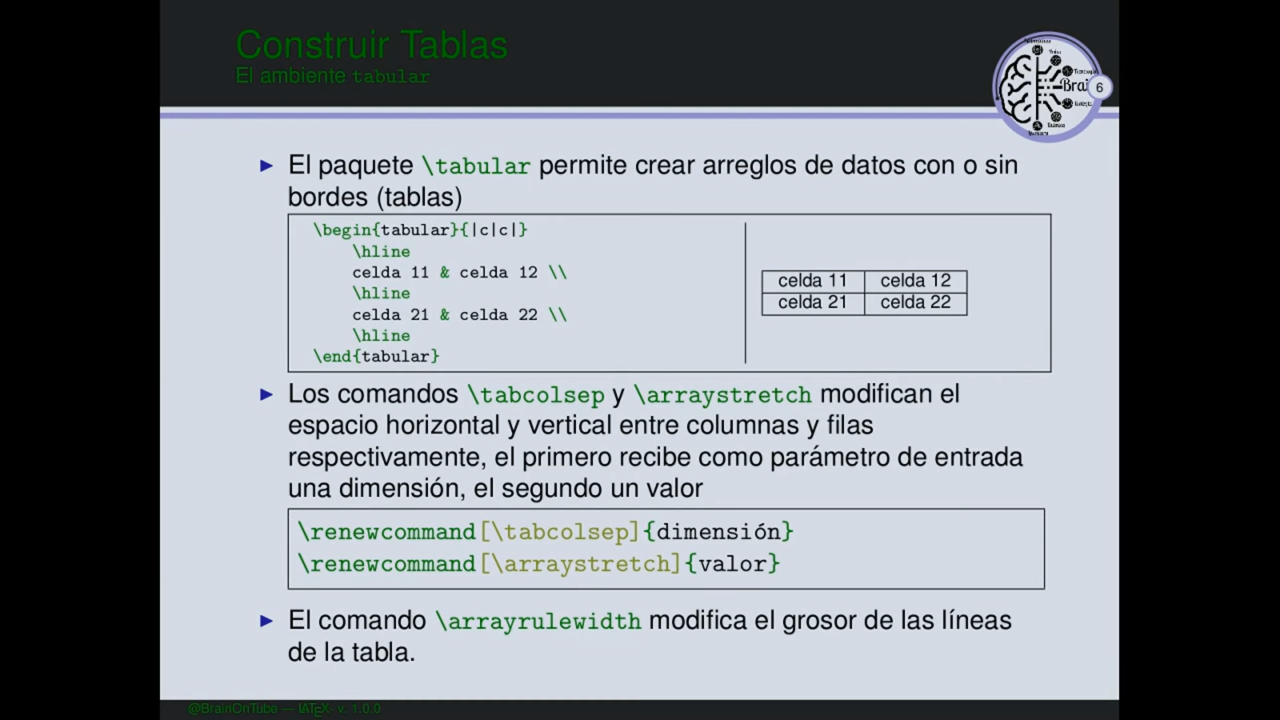 Construir Tablas
El ambiente tabular
Brai
6
► El paquete \tabular permite crear arreglos de datos con o sin
bordes (tablas)
\begin{tabular}{|c|c|}
\hline
celda 11 & celda 12 \\
\hline
celda 21 & celda 22 \\
\hline
\end{tabular}
celda 11 celda 12
celda 21 celda 22
► Los comandos \tabcolsep y \arraystretch modifican el
espacio horizontal y vertical entre columnas y filas
respectivamente, el primero recibe como parámetro de entrada
una dimensión, el segundo un valor
\renewcommand[\tabcolsep]{dimensión}
\renewcommand[\arraystretch]{valor}
► El comando \arrayrulewidth modifica el grosor de las líneas
de la tabla.
@BrainOnTube — LATEX- v. 1.0.0